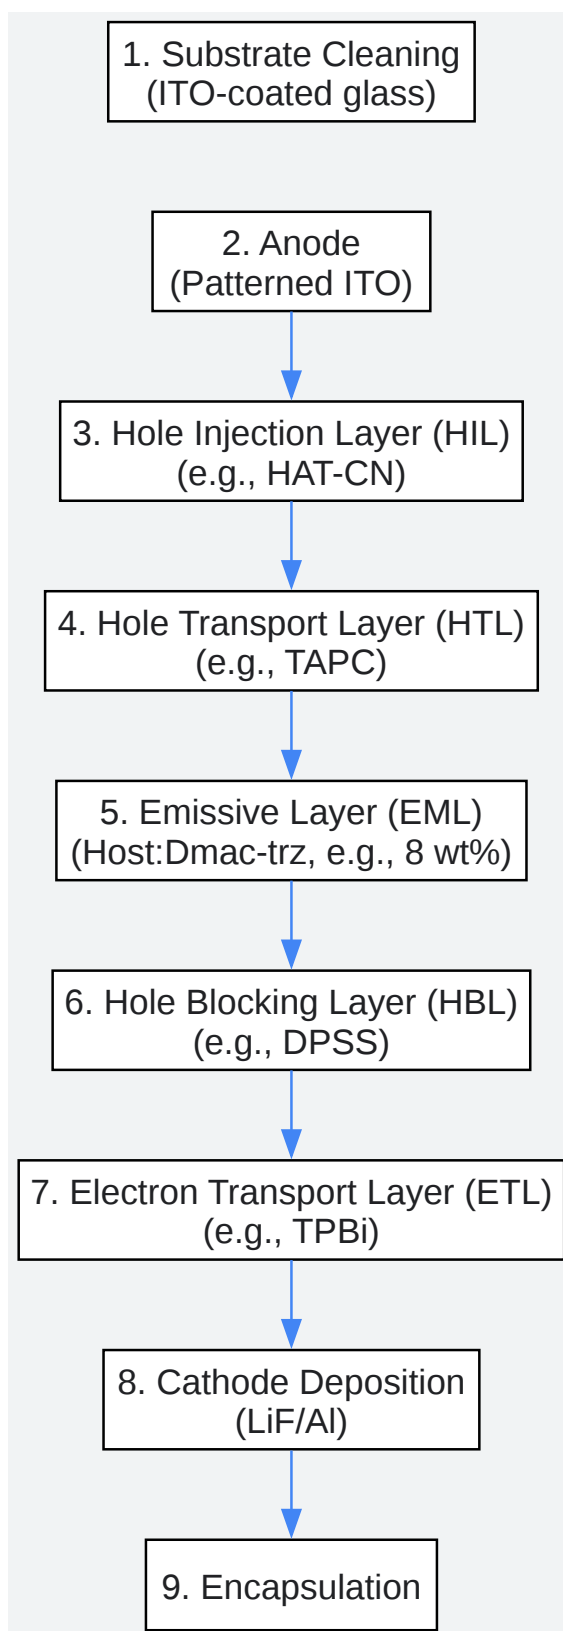 1. Substrate Cleaning
(ITO-coated glass)
2. Anode
(Patterned ITO)
3. Hole Injection Layer (HIL)
(e.g., HAT-CN)
4. Hole Transport Layer (HTL)
(e.g., TAPC)
5. Emissive Layer (EML)
(Host:Dmac-trz, e.g., 8 wt%)
6. Hole Blocking Layer (HBL)
(e.g., DPSS)
7. Electron Transport Layer (ETL)
(e.g., TPBi)
8. Cathode Deposition
(LiF/Al)
9. Encapsulation